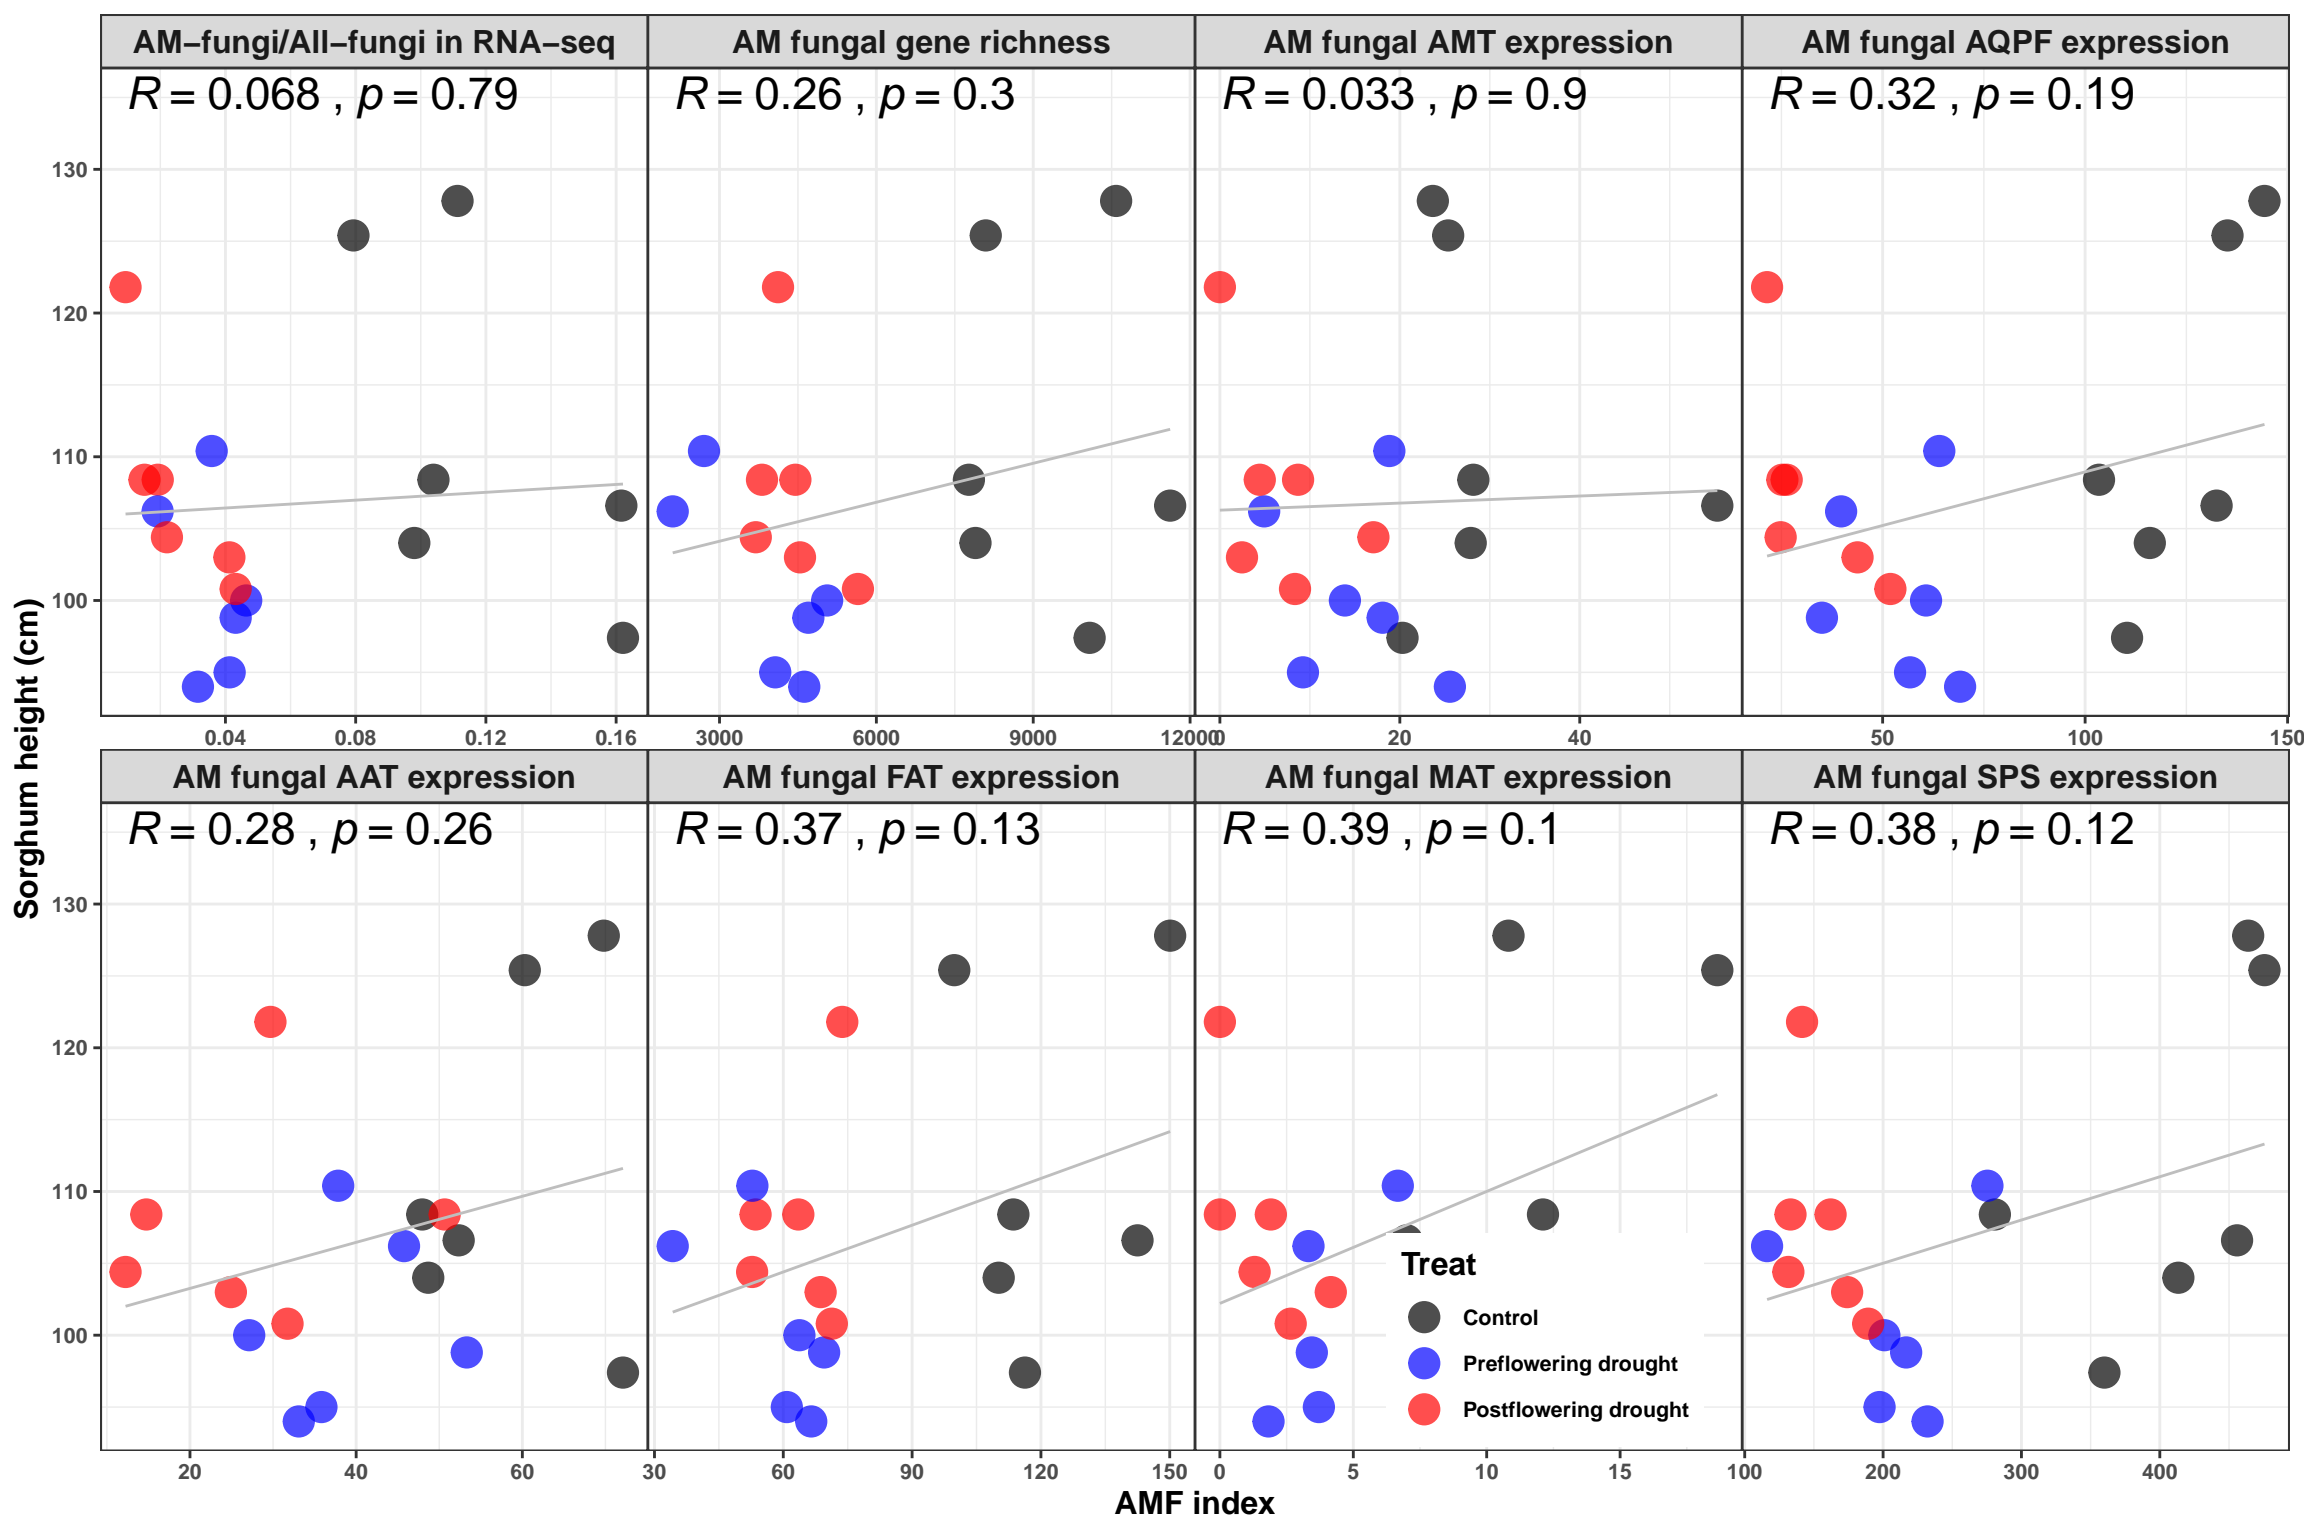 AM−fungi/All−fungi in RNA−seq
AM fungal gene richness
AM fungal AMT expression
AM fungal AQPF expression
R = 0.068 , p = 0.79
R = 0.26 , p = 0.3
R = 0.033 , p = 0.9
R = 0.32 , p = 0.19
130
120
110
100
0.04 0.08 0.12 0.16
3000 6000 9000 12000
0 20 40
50 100 150
Sorghum height (cm)
AM fungal AAT expression
AM fungal FAT expression
AM fungal MAT expression
AM fungal SPS expression
R = 0.28 , p = 0.26
R = 0.37 , p = 0.13
R = 0.39 , p = 0.1
R = 0.38 , p = 0.12
130
120
110
100
Treat
Control
Preflowering drought
Postflowering drought
20 40 60
30 60 90 120 150
0 5 10 15
100 200 300 400
AMF index